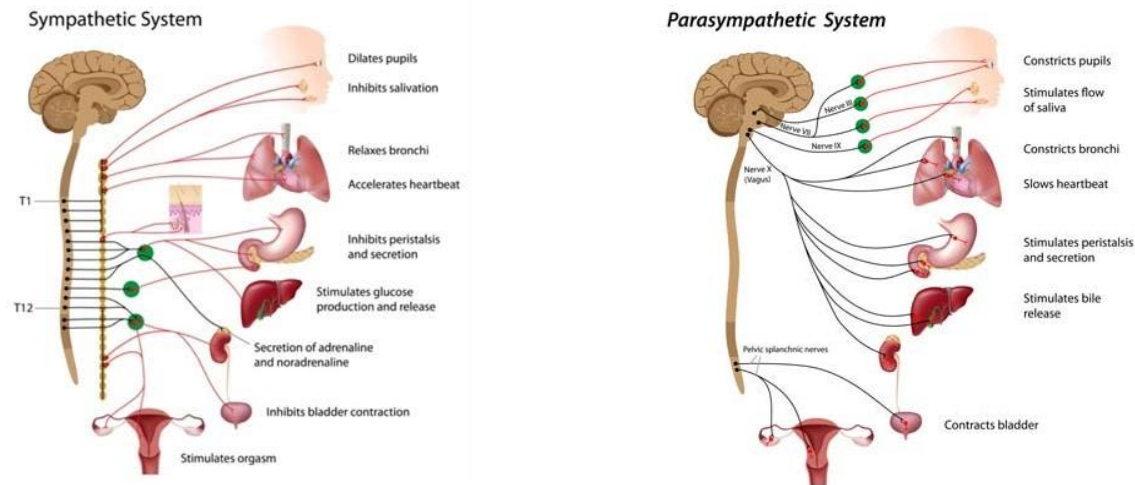 Sympathetic System
Dilates pupils
Inhibits salivation
Relaxes bronchi
Accelerates heartbeat
T1
Inhibits peristalsis
and secretion
T12
Stimulates glucose
production and release
Secretion of adrenaline
and noradrenaline
Inhibits bladder contraction
Stimulates orgasm
Parasympathetic System
Constricts pupils
Nerve III
Stimulates flow
of saliva
Nerve VII
Nerve IX
Constricts bronchi
Nerve X
(Vagus)
Slows heartbeat
Stimulates peristalsis
and secretion
Stimulates bile
release
Pelvic splanchnic nerves
Contracts bladder